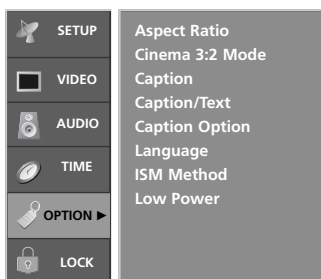 SETUP
VIDEO
AUDIO
TIME
OPTION ►
LOCK
Aspect Ratio
Cinema 3:2 Mode
Caption
Caption/Text
Caption Option
Language
ISM Method
Low Power